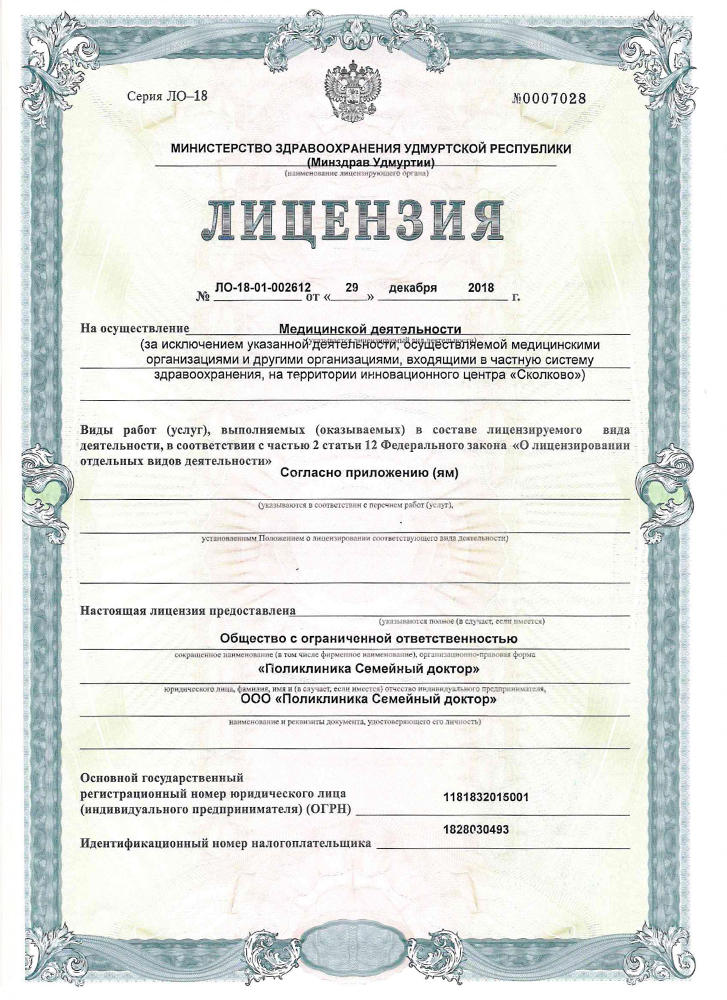 Серия ЛО–18
№0007028
МИНИСТЕРСТВО ЗДРАВООХРАНЕНИЯ УДМУРТСКОЙ РЕСПУБЛИКИ
(Минздрав Удмуртии)
(наименование лицензирующего органа)
ЛИЦЕНЗИЯ
№ ЛО-18-01-002612 от « 29 » декабря 2018 г.
На осуществление Медицинской деятельности
(указывается лицензируемый вид деятельности)
(за исключением указанной деятельности, осуществляемой медицинскими
организациями и другими организациями, входящими в частную систему
здравоохранения, на территории инновационного центра «Сколково»)
Виды работ (услуг), выполняемых (оказываемых) в составе лицензируемого вида
деятельности, в соответствии с частью 2 статьи 12 Федерального закона «О лицензировании
отдельных видов деятельности»
Согласно приложению (ям)
(указываются в соответствии с перечнем работ (услуг),
установленным Положением о лицензировании соответствующего вида деятельности)
Настоящая лицензия предоставлена
(указываются полное (в случает, если имеется)
Общество с ограниченной ответственностью
сокращенное наименование (в том числе фирменное наименование), организационно-правовая форма
«Поликлиника Семейный доктор»
юридического лица, фамилия, имя и (в случает, если имеется) отчество индивидуального предпринимателя,
ООО «Поликлиника Семейный доктор»
наименование и реквизиты документа, удостоверяющего его личность)
Основной государственный
регистрационный номер юридического лица
(индивидуального предпринимателя) (ОГРН) 1181832015001
Идентификационный номер налогоплательщика 1828030493